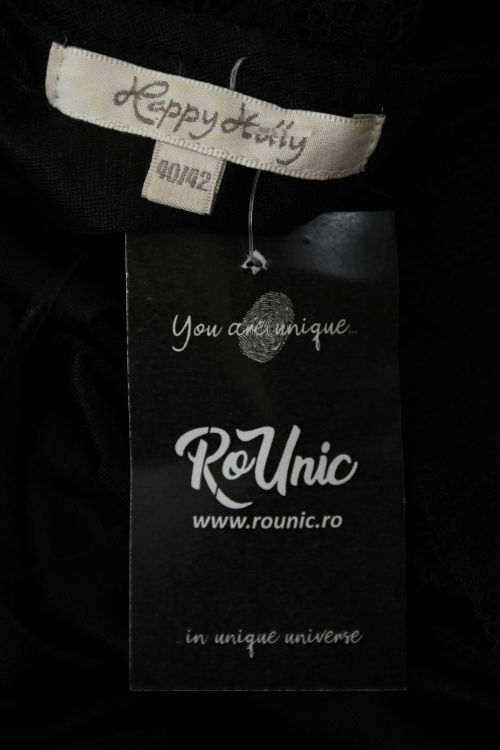 Happy Holly
40/42
You are unique...
RoUnic
www.rounic.ro
...in unique universe